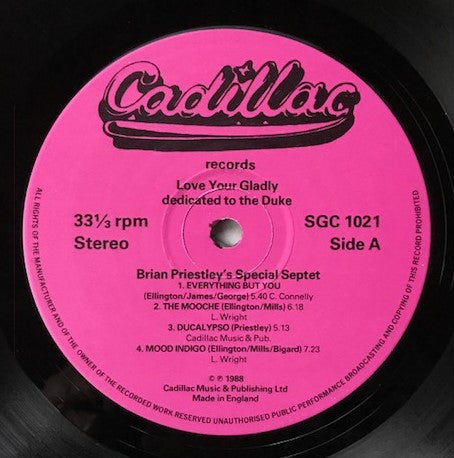 Cadillac
records
Love Your Gladly
dedicated to the Duke
33⅓ rpm
Stereo
SGC 1021
Side A
Brian Priestley's Special Septet
1. EVERYTHING BUT YOU
(Ellington/James/George) 5.40 C. Connelly
2. THE MOOCHE (Ellington/Mills) 6.18
L. Wright
3. DUCALYPSO (Priestley) 5.13
Cadillac Music & Pub.
4. MOOD INDIGO (Ellington/Mills/Bigard) 7.23
L. Wright
© ℗ 1988
Cadillac Music & Publishing Ltd
Made in England
ALL RIGHTS OF THE MANUFACTURER AND OF THE OWNER OF THE RECORDED WORK RESERVED UNAUTHORISED PUBLIC PERFORMANCE BROADCASTING AND COPYING OF THIS RECORD PROHIBITED